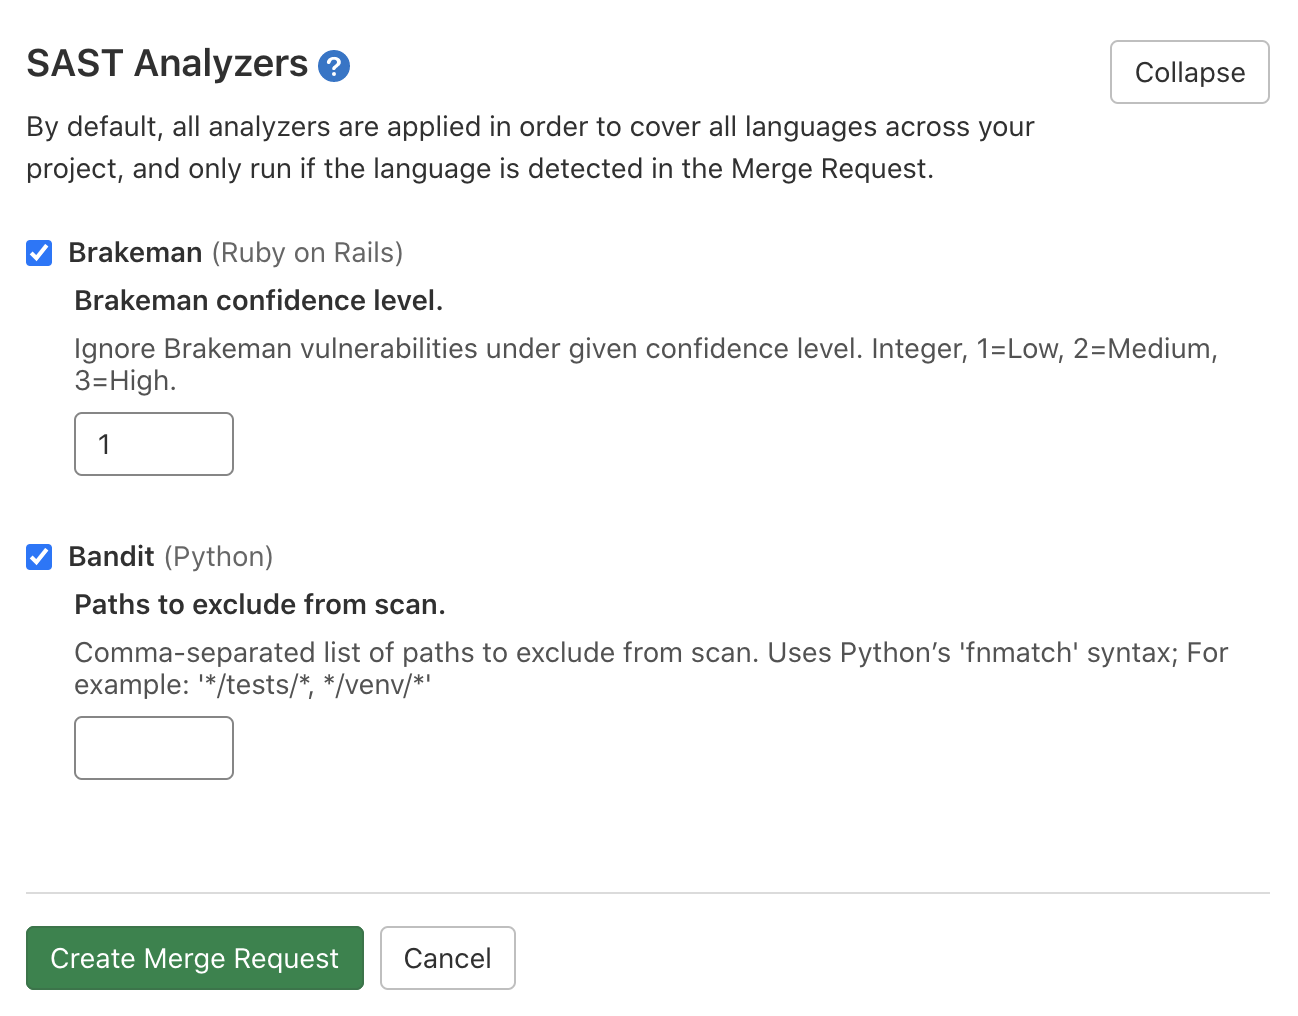 SAST Analyzers ?
Collapse
By default, all analyzers are applied in order to cover all languages across your
project, and only run if the language is detected in the Merge Request.
Brakeman (Ruby on Rails)
Brakeman confidence level.
Ignore Brakeman vulnerabilities under given confidence level. Integer, 1=Low, 2=Medium,
3=High.
1
Bandit (Python)
Paths to exclude from scan.
Comma-separated list of paths to exclude from scan. Uses Python’s 'fnmatch' syntax; For
example: '*/tests/*, */venv/*'
Create Merge Request
Cancel